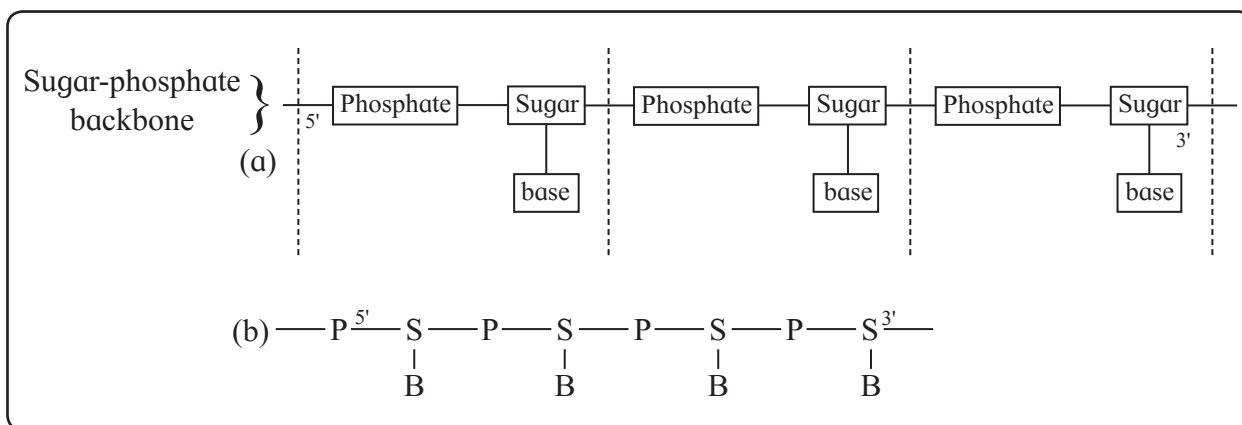 Sugar-phosphate backbone
(a)
5' Phosphate Sugar Phosphate Sugar Phosphate Sugar 3'
base base base
(b) P 5' S P S P S P S 3'
B B B B